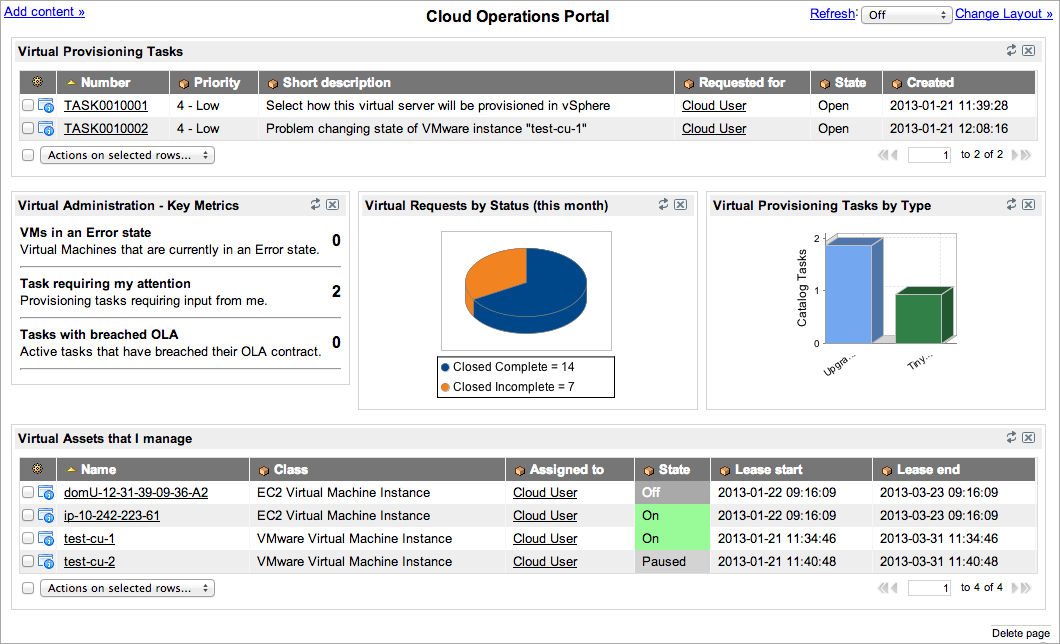 Add content »
Cloud Operations Portal
Refresh: Off Change Layout »
Virtual Provisioning Tasks
Number Priority Short description Requested for State Created
TASK0010001 4 - Low Select how this virtual server will be provisioned in vSphere Cloud User Open 2013-01-21 11:39:28
TASK0010002 4 - Low Problem changing state of VMware instance "test-cu-1" Cloud User Open 2013-01-21 12:08:16
Actions on selected rows... 1 to 2 of 2
Virtual Administration - Key Metrics
VMs in an Error state
Virtual Machines that are currently in an Error state. 0
Task requiring my attention
Provisioning tasks requiring input from me. 2
Tasks with breached OLA
Active tasks that have breached their OLA contract. 0
Virtual Requests by Status (this month)
Closed Complete = 14
Closed Incomplete = 7
Virtual Provisioning Tasks by Type
Catalog Tasks
2
1
0
Upgra...
Tiny...
Virtual Assets that I manage
Name Class Assigned to State Lease start Lease end
domU-12-31-39-09-36-A2 EC2 Virtual Machine Instance Cloud User Off 2013-01-22 09:16:09 2013-03-23 09:16:09
ip-10-242-223-61 EC2 Virtual Machine Instance Cloud User On 2013-01-22 09:16:09 2013-03-23 09:16:09
test-cu-1 VMware Virtual Machine Instance Cloud User On 2013-01-21 11:34:46 2013-03-31 11:34:46
test-cu-2 VMware Virtual Machine Instance Cloud User Paused 2013-01-21 11:40:48 2013-03-31 11:40:48
Actions on selected rows... 1 to 4 of 4
Delete page